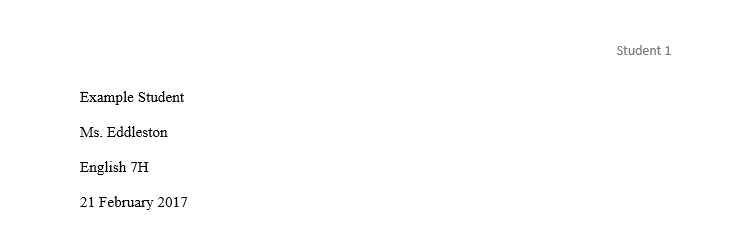 Student 1
Example Student
Ms. Eddleston
English 7H
21 February 2017